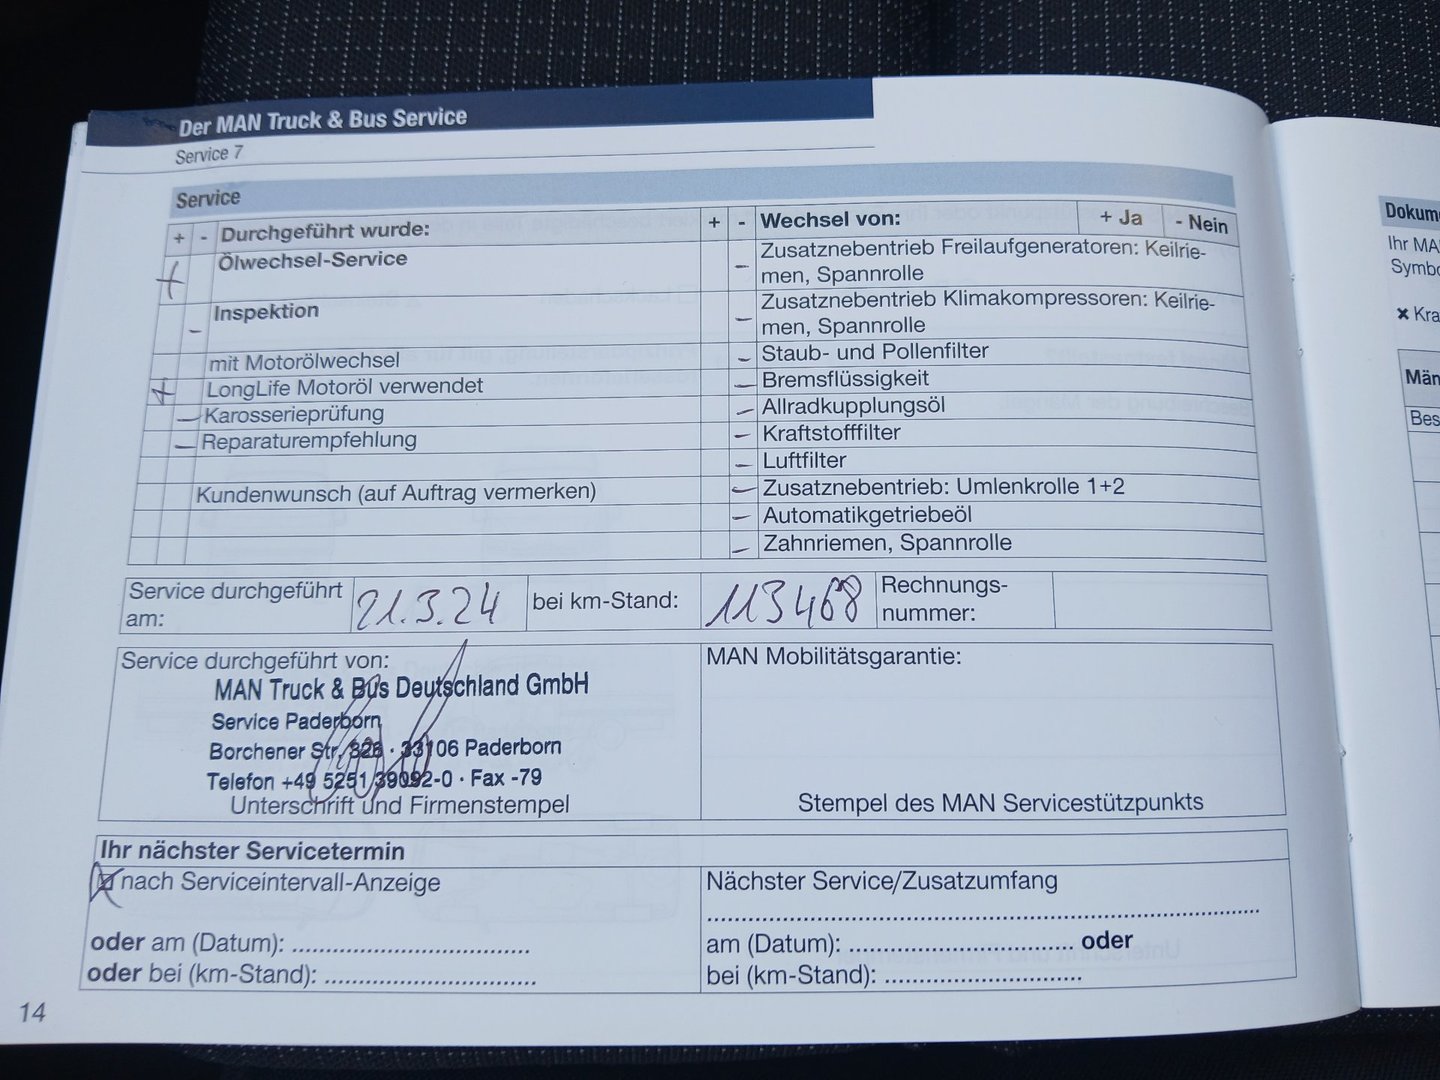 Der MAN Truck & Bus Service
Service 7
Service
+ - Durchgeführt wurde:
+ Ölwechsel-Service
- Inspektion
mit Motorölwechsel
+ LongLife Motoröl verwendet
- Karosserieprüfung
- Reparaturempfehlung
Kundenwunsch (auf Auftrag vermerken)
+ - Wechsel von: + Ja - Nein
- Zusatznebentrieb Freilaufgeneratoren: Keilrie-
men, Spannrolle
- Zusatznebentrieb Klimakompressoren: Keilrie-
men, Spannrolle
- Staub- und Pollenfilter
- Bremsflüssigkeit
- Allradkupplungsöl
- Kraftstofffilter
- Luftfilter
- Zusatznebentrieb: Umlenkrolle 1+2
- Automatikgetriebeöl
- Zahnriemen, Spannrolle
Service durchgeführt
am:
21.3.24
bei km-Stand:
113468
Rechnungs-
nummer:
Service durchgeführt von:
MAN Truck & Bus Deutschland GmbH
Service Paderborn
Borchener Str. 328 · 33106 Paderborn
Telefon +49 5251 39092-0 · Fax -79
Unterschrift und Firmenstempel
MAN Mobilitätsgarantie:
Stempel des MAN Servicestützpunkts
Ihr nächster Servicetermin
nach Serviceintervall-Anzeige
oder am (Datum): ..................................
oder bei (km-Stand): ..............................
Nächster Service/Zusatzumfang
am (Datum): ................................ oder
bei (km-Stand): ............................
14
Dokum
Ihr MA
Symbo
× Kra
Män
Bes